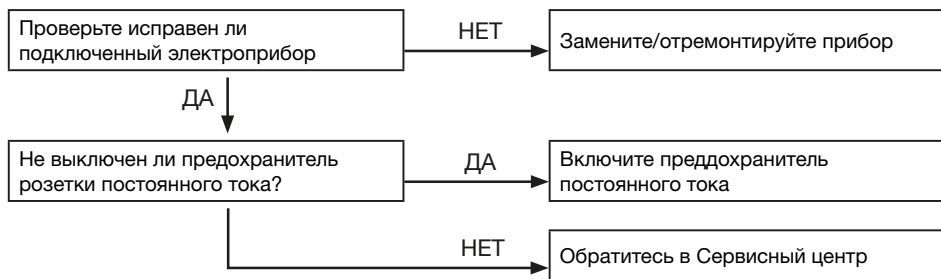 Проверьте исправен ли
подключенный электроприбор
НЕТ
Замените/отремонтируйте прибор
ДА
Не выключен ли предохранитель
розетки постоянного тока?
ДА
Включите преддохранитель
постоянного тока
НЕТ
Обратитесь в Сервисный центр